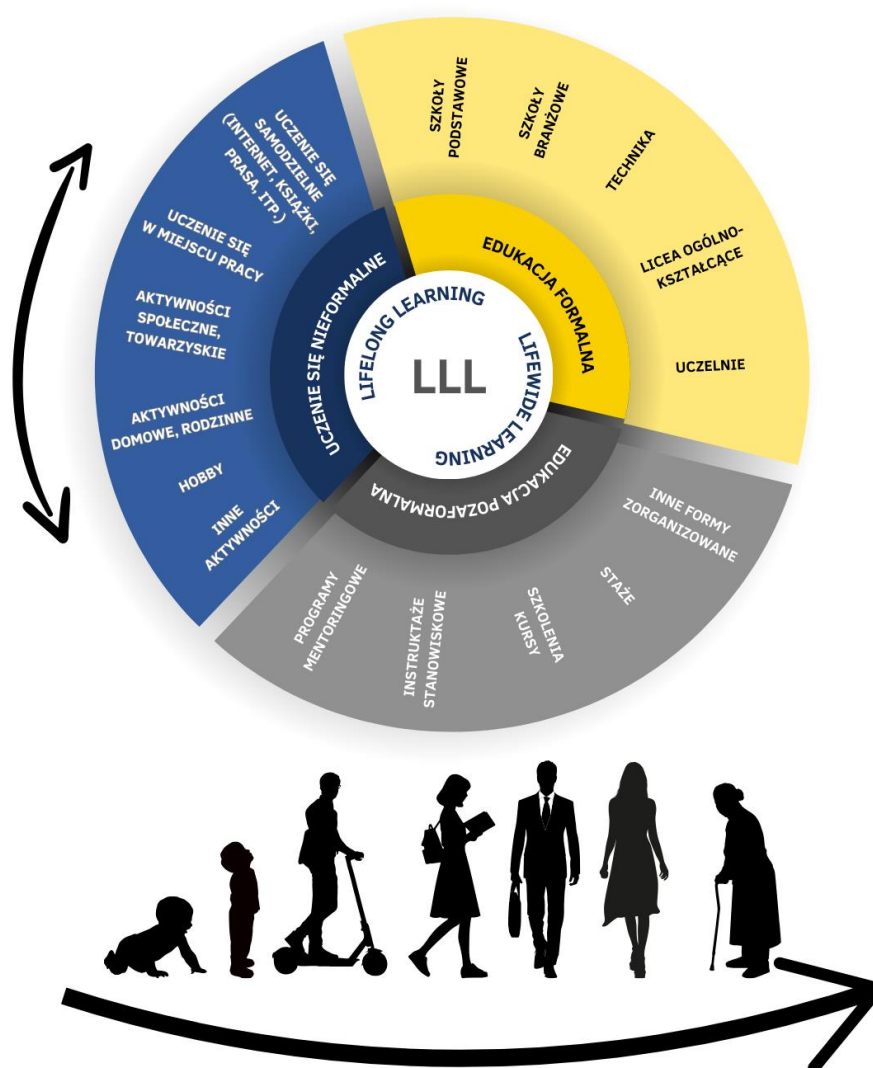 LLL
LIFELONG LEARNING
LIFEWIDE LEARNING
EDUKACJA FORMALNA
SZKOŁY
PODSTAWOWE
SZKOŁY
BRANŻOWE
TECHNIKA
LICEA OGÓLNO-
KSZTAŁCĄCE
UCZELNIE
EDUKACJA POZAFORMALNA
INNE FORMY
ZORGANIZOWANE
STAŻE
SZKOLENIA
KURSY
INSTRUKTAŻE
STANOWISKOWE
PROGRAMY
MENTORINGOWE
UCZENIE SIĘ NIEFORMALNE
UCZENIE SIĘ
SAMODZIELNE
(INTERNET, KSIĄŻKI,
PRASA, ITP.)
UCZENIE SIĘ
W MIEJSCU PRACY
AKTYWNOŚCI
SPOŁECZNE,
TOWARZYSKIE
AKTYWNOŚCI
DOMOWE, RODZINNE
HOBBY
INNE
AKTYWNOŚCI